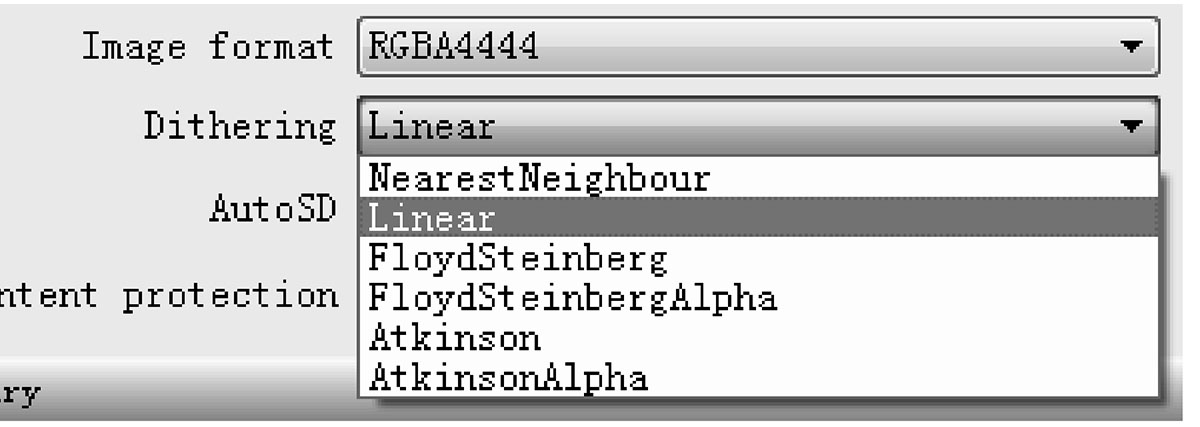 Image format RGBA4444
Dithering Linear
NearestNeighbour
AutoSD
Linear
FloydSteinberg
ntent protection
FloydSteinbergAlpha
Atkinson
AtkinsonAlpha
ry